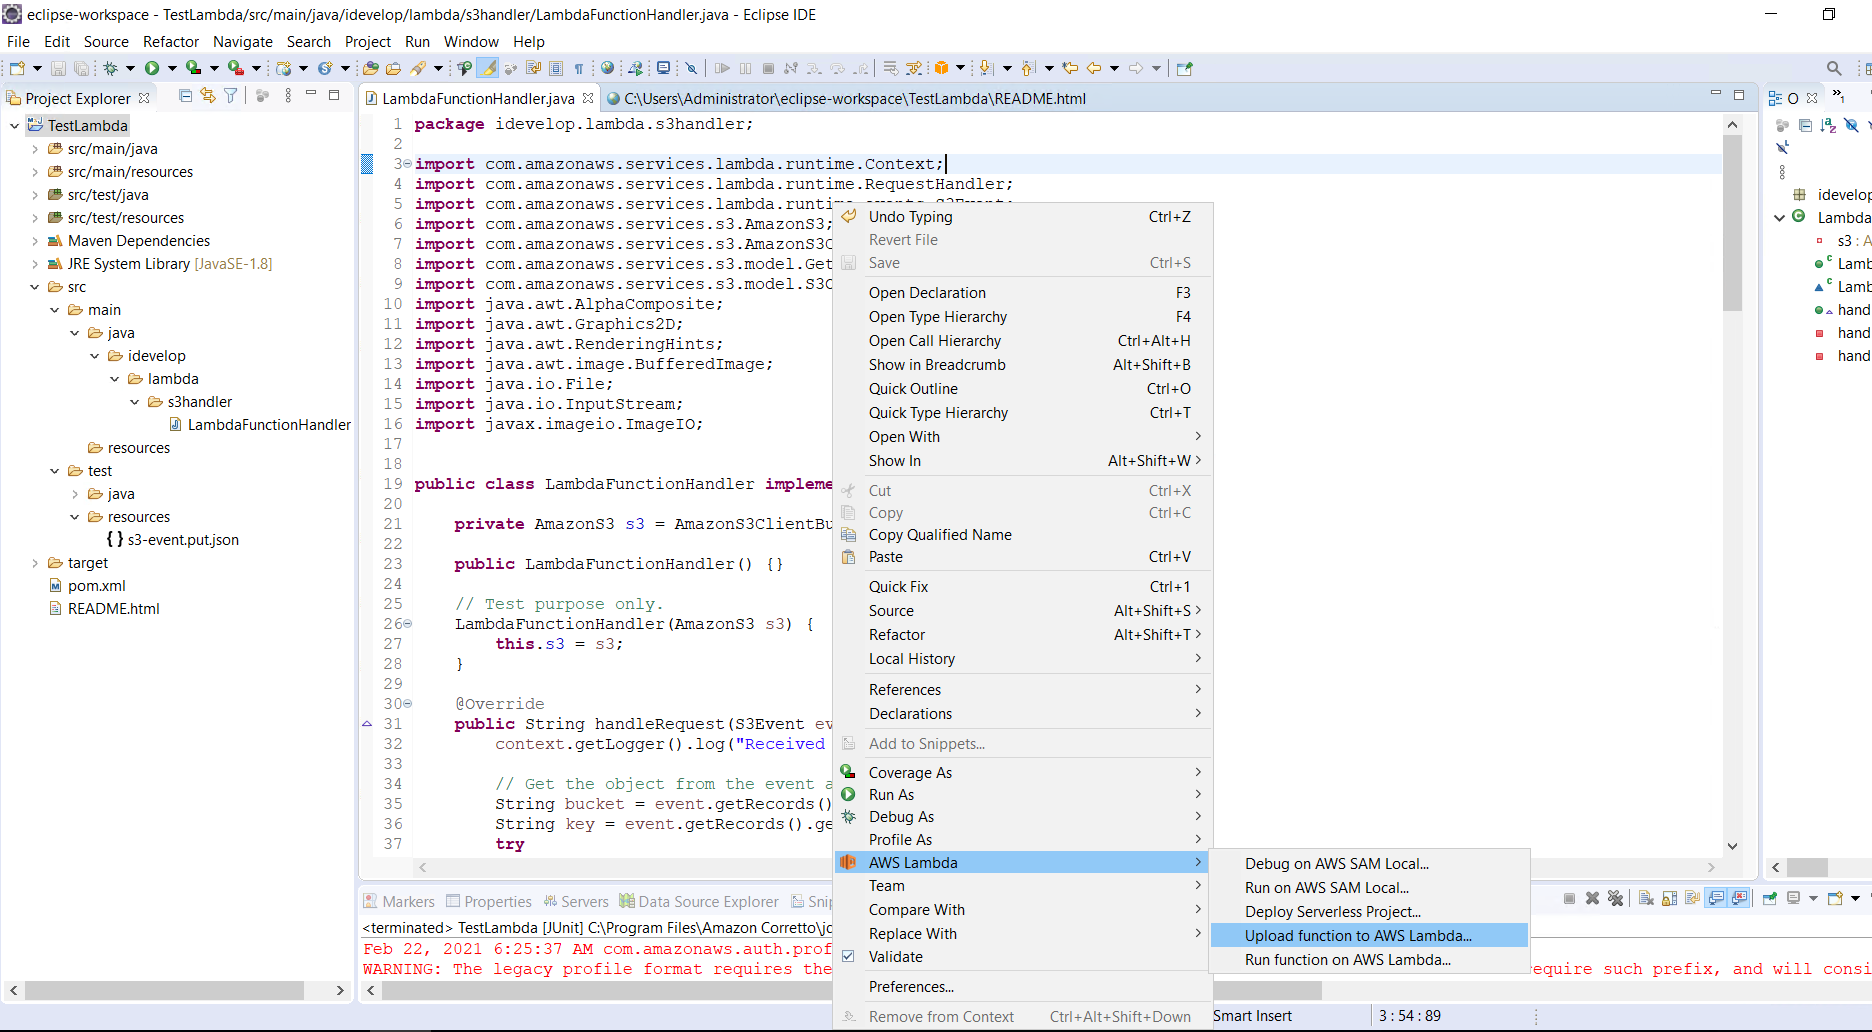 eclipse-workspace - TestLambda/src/main/java/idevelop/lambda/s3handler/LambdaFunctionHandler.java - Eclipse IDE
File Edit Source Refactor Navigate Search Project Run Window Help
Project Explorer
TestLambda
src/main/java
src/main/resources
src/test/java
src/test/resources
Maven Dependencies
JRE System Library [JavaSE-1.8]
src
main
java
idevelop
lambda
s3handler
LambdaFunctionHandler
resources
test
java
resources
{ } s3-event.put.json
target
pom.xml
README.html
LambdaFunctionHandler.java C:\Users\Administrator\eclipse-workspace\TestLambda\README.html
1 package idevelop.lambda.s3handler;
2
3 import com.amazonaws.services.lambda.runtime.Context;
4 import com.amazonaws.services.lambda.runtime.RequestHandler;
5 import com.amazonaws.services.lambda.runtime.events.S3Event;
6 import com.amazonaws.services.s3.AmazonS3;
7 import com.amazonaws.services.s3.AmazonS3C
8 import com.amazonaws.services.s3.model.Get
9 import com.amazonaws.services.s3.model.S3O
10 import java.awt.AlphaComposite;
11 import java.awt.Graphics2D;
12 import java.awt.RenderingHints;
13 import java.awt.image.BufferedImage;
14 import java.io.File;
15 import java.io.InputStream;
16 import javax.imageio.ImageIO;
17
18
19 public class LambdaFunctionHandler impleme
20
21 private AmazonS3 s3 = AmazonS3ClientBu
22
23 public LambdaFunctionHandler() {}
24
25 // Test purpose only.
26 LambdaFunctionHandler(AmazonS3 s3) {
27 this.s3 = s3;
28 }
29
30 @Override
31 public String handleRequest(S3Event ev
32 context.getLogger().log("Received
33
34 // Get the object from the event a
35 String bucket = event.getRecords()
36 String key = event.getRecords().ge
37 try
Undo Typing Ctrl+Z
Revert File
Save Ctrl+S
Open Declaration F3
Open Type Hierarchy F4
Open Call Hierarchy Ctrl+Alt+H
Show in Breadcrumb Alt+Shift+B
Quick Outline Ctrl+O
Quick Type Hierarchy Ctrl+T
Open With
Show In Alt+Shift+W
Cut Ctrl+X
Copy Ctrl+C
Copy Qualified Name
Paste Ctrl+V
Quick Fix Ctrl+1
Source Alt+Shift+S
Refactor Alt+Shift+T
Local History
References
Declarations
Add to Snippets...
Coverage As
Run As
Debug As
Profile As
AWS Lambda
Team
Compare With
Replace With
Validate
Preferences...
Remove from Context Ctrl+Alt+Shift+Down
Debug on AWS SAM Local...
Run on AWS SAM Local...
Deploy Serverless Project...
Upload function to AWS Lambda...
Run function on AWS Lambda...
O
1
idevelop
Lambda
s3 : A
Lamb
Lamb
hand
hand
hand
Markers Properties Servers Data Source Explorer Snip
<terminated> TestLambda [JUnit] C:\Program Files\Amazon Corretto\jc
Feb 22, 2021 6:25:37 AM com.amazonaws.auth.prof
WARNING: The legacy profile format requires the
equire such prefix, and will consi
Smart Insert 3 : 54 : 89